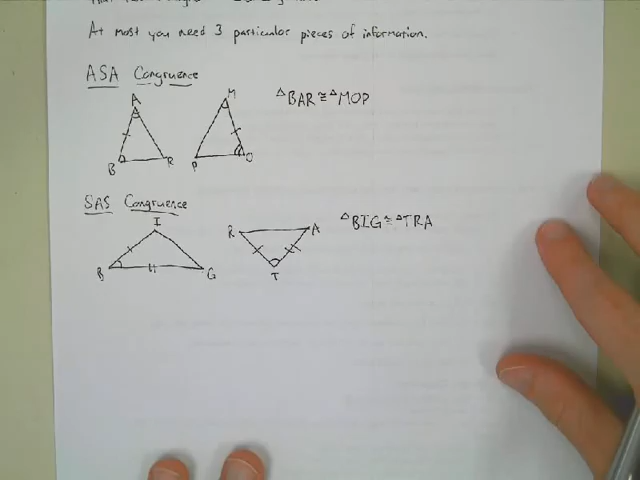 At most you need 3 particular pieces of information.
ASA Congruence
A
B R
M
P O
△BAR ≅ △MOP
SAS Congruence
I
B G
R A
T
△BIG ≅ △TRA